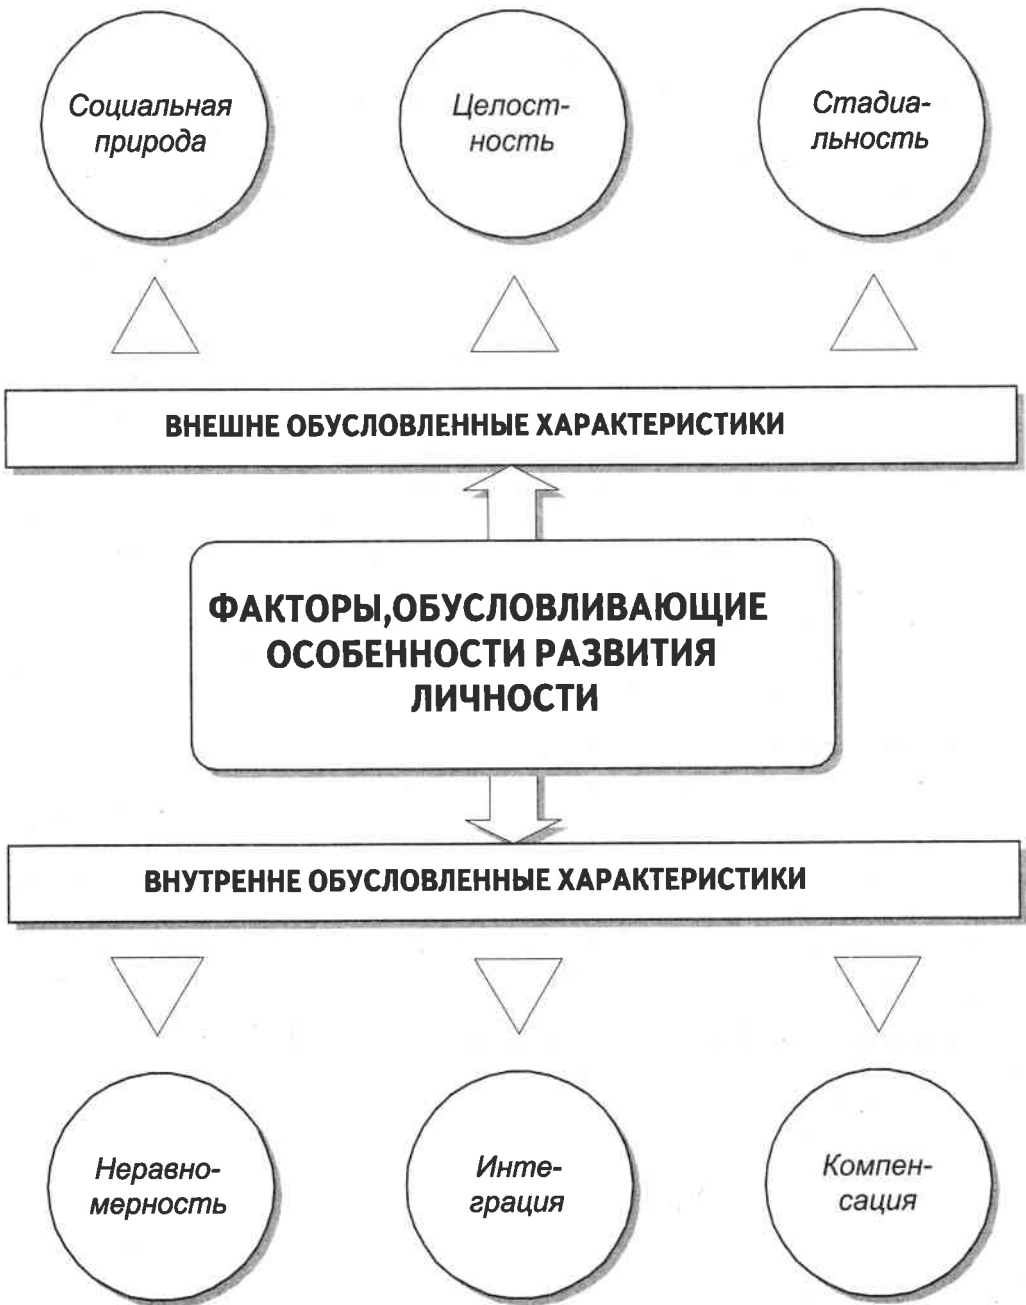 Социальная
природа
Целост-
ность
Стадиа-
льность
ВНЕШНЕ ОБУСЛОВЛЕННЫЕ ХАРАКТЕРИСТИКИ
ФАКТОРЫ,ОБУСЛОВЛИВАЮЩИЕ
ОСОБЕННОСТИ РАЗВИТИЯ
ЛИЧНОСТИ
ВНУТРЕННЕ ОБУСЛОВЛЕННЫЕ ХАРАКТЕРИСТИКИ
Неравно-
мерность
Инте-
грация
Компен-
сация